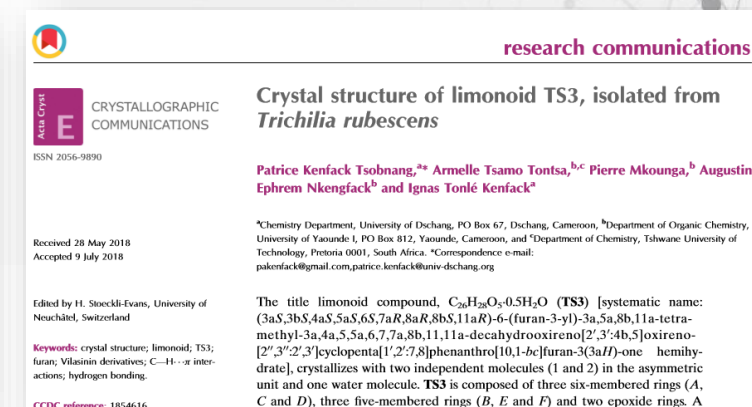 research communications
Acta Cryst
E
CRYSTALLOGRAPHIC
COMMUNICATIONS
ISSN 2056-9890
Received 28 May 2018
Accepted 9 July 2018
Edited by H. Stoeckli-Evans, University of
Neuchâtel, Switzerland
Keywords: crystal structure; limonoid; TS3;
furan; Vilasinin derivatives; C—H···π inter-
actions; hydrogen bonding.
CCDC reference: 1854616
Crystal structure of limonoid TS3, isolated from
Trichilia rubescens
Patrice Kenfack Tsobnang,ᵃ* Armelle Tsamo Tontsa,ᵇ,ᶜ Pierre Mkounga,ᵇ Augustin
Ephrem Nkengfackᵇ and Ignas Tonlé Kenfackᵃ
ᵃChemistry Department, University of Dschang, PO Box 67, Dschang, Cameroon, ᵇDepartment of Organic Chemistry,
University of Yaounde I, PO Box 812, Yaounde, Cameroon, and ᶜDepartment of Chemistry, Tshwane University of
Technology, Pretoria 0001, South Africa. *Correspondence e-mail:
pakenfack@gmail.com,patrice.kenfack@univ-dschang.org
The title limonoid compound, C₂₆H₂₈O₅·0.5H₂O (TS3) [systematic name:
(3aS,3bS,4aS,5aS,6S,7aR,8aR,8bS,11aR)-6-(furan-3-yl)-3a,5a,8b,11a-tetra-
methyl-3a,4a,5,5a,6,7,7a,8b,11,11a-decahydrooxireno[2′,3′:4b,5]oxireno-
[2″,3″:2′,3′]cyclopenta[1′,2′:7,8]phenanthro[10,1-bc]furan-3(3aH)-one hemihy-
drate], crystallizes with two independent molecules (1 and 2) in the asymmetric
unit and one water molecule. TS3 is composed of three six-membered rings (A,
C and D), three five-membered rings (B, E and F) and two epoxide rings. A